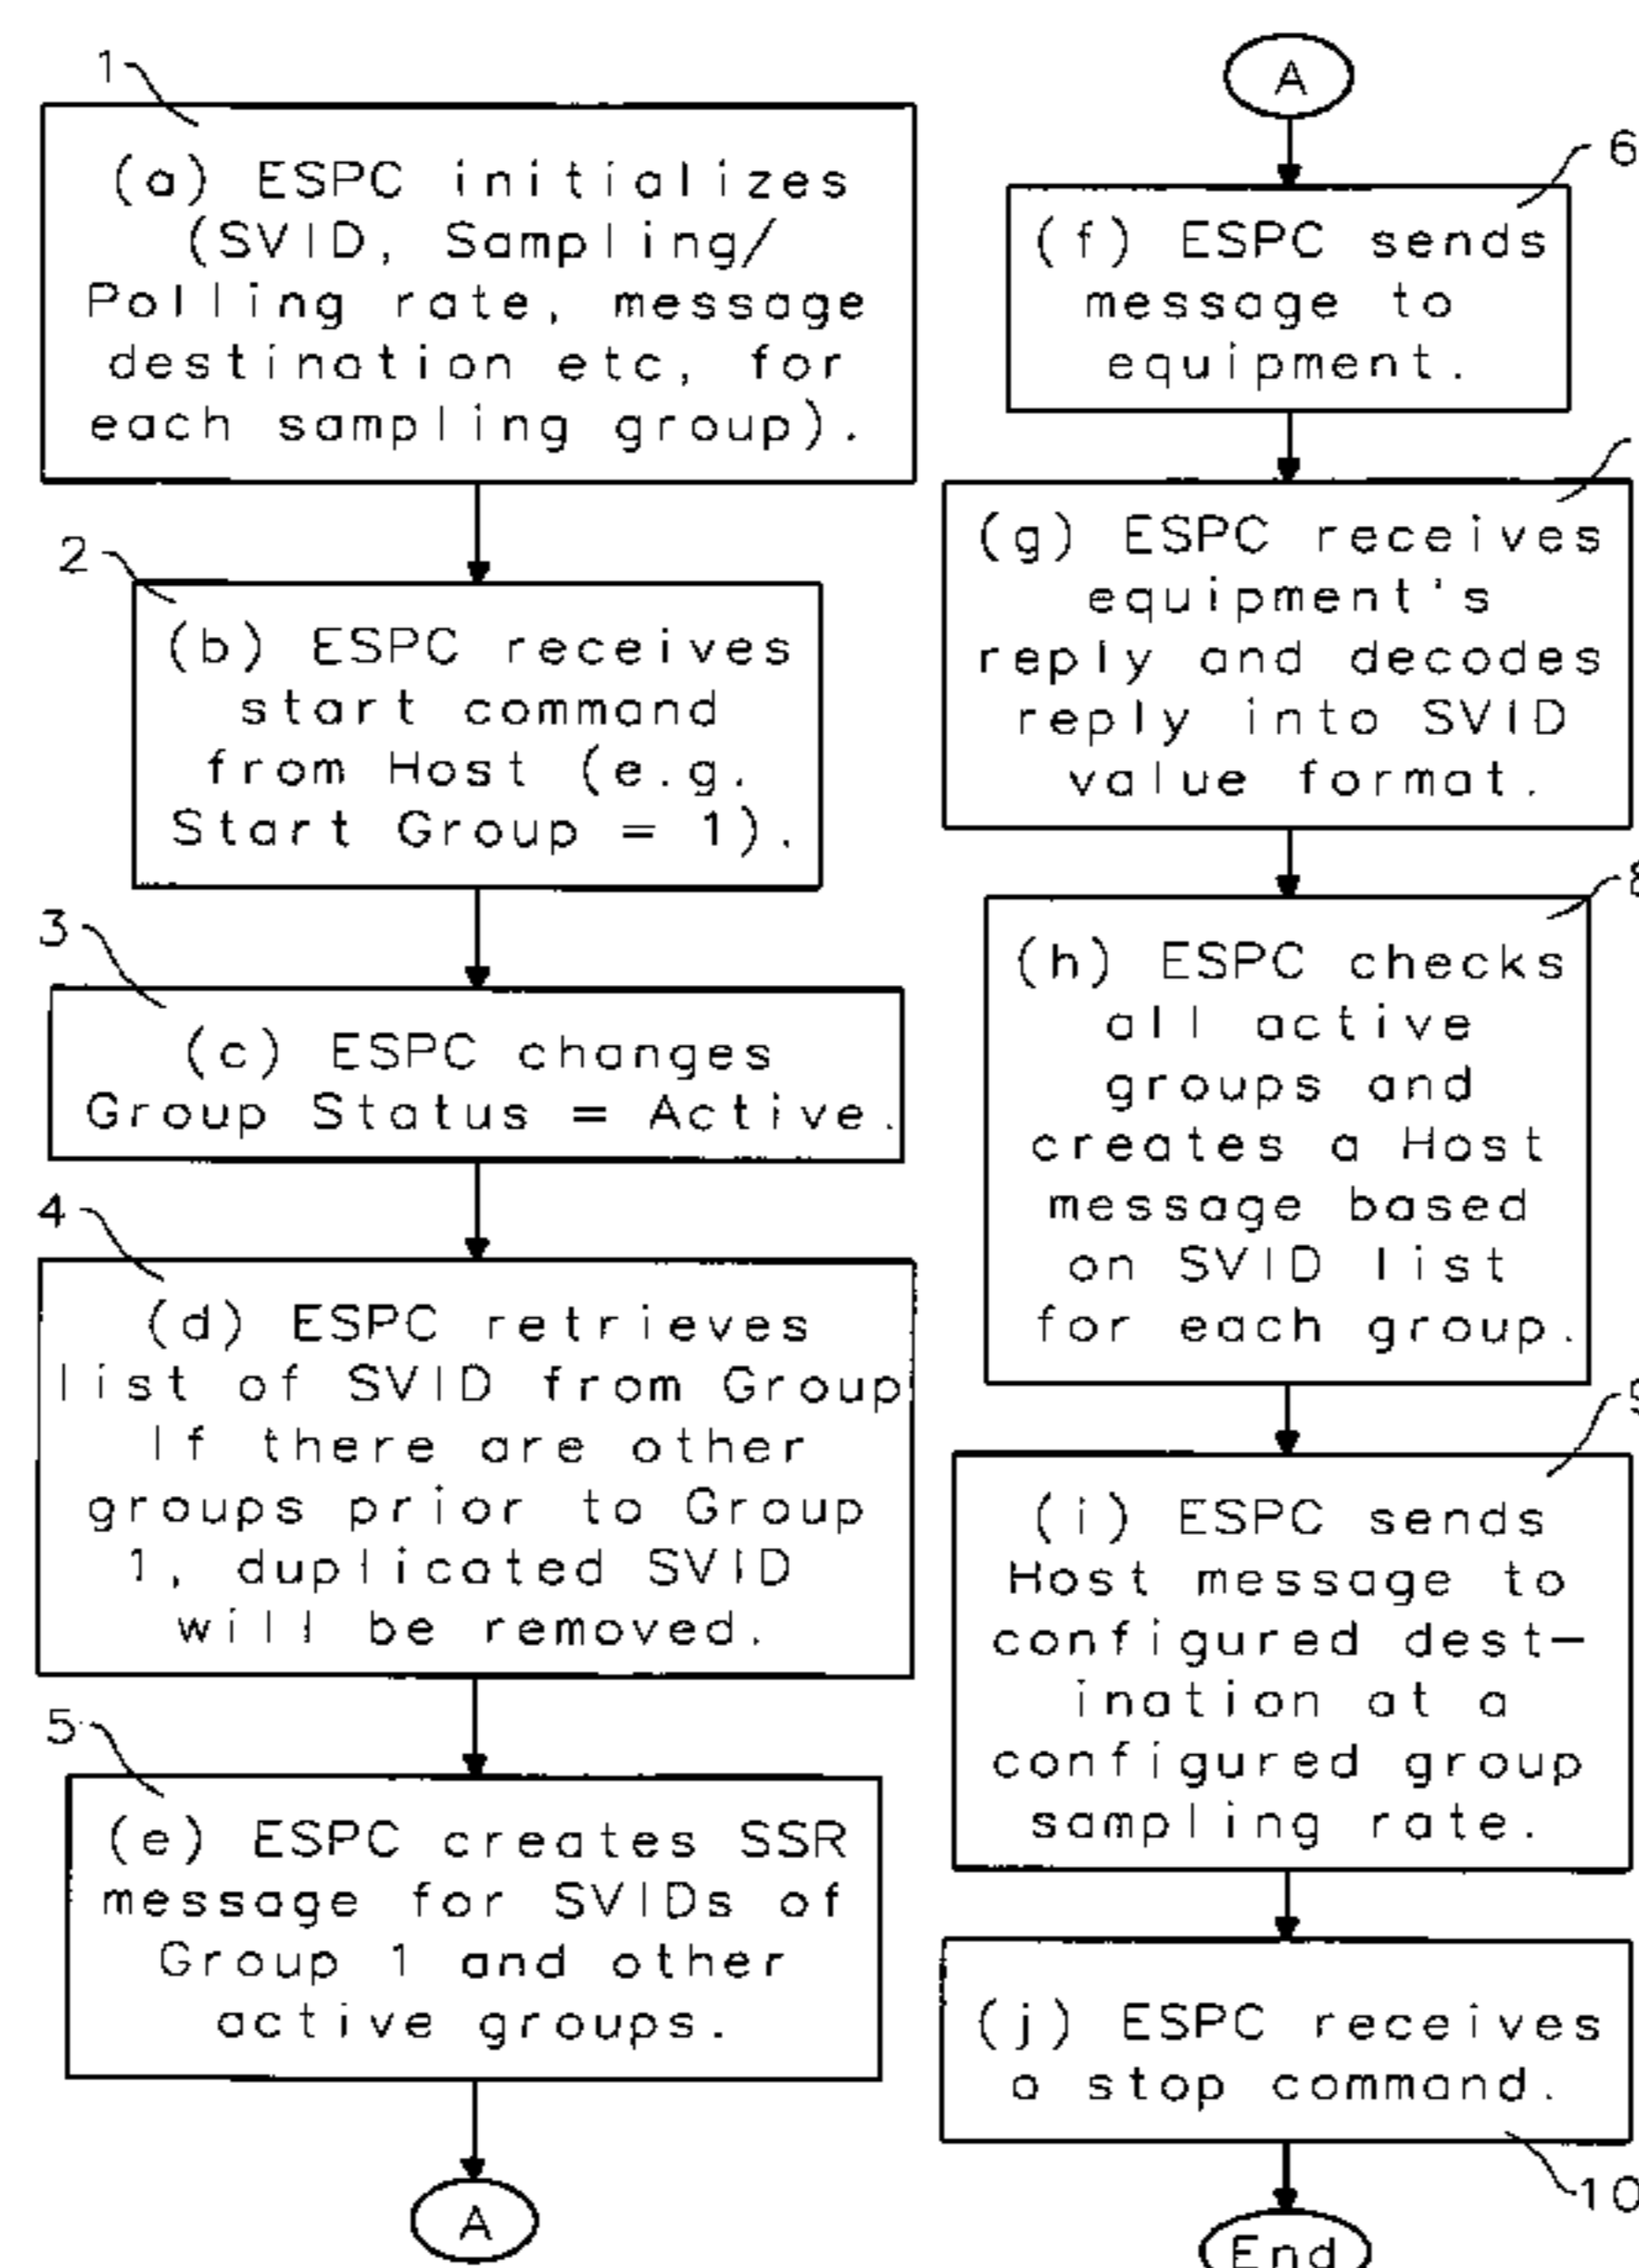 1
(a) ESPC initializes
(SVID, Sampling/
Polling rate, message
destination etc, for
each sampling group).
2
(b) ESPC receives
start command
from Host (e.g.
Start Group = 1).
3
(c) ESPC changes
Group Status = Active.
4
(d) ESPC retrieves
list of SVID from Group
If there are other
groups prior to Group
1, duplicated SVID
will be removed.
5
(e) ESPC creates SSR
message for SVIDs of
Group 1 and other
active groups.
A
A
6
(f) ESPC sends
message to
equipment.
(g) ESPC receives
equipment's
reply and decodes
reply into SVID
value format.
8
(h) ESPC checks
all active
groups and
creates a Host
message based
on SVID list
for each group.
9
(i) ESPC sends
Host message to
configured dest-
ination at a
configured group
sampling rate.
(j) ESPC receives
a stop command.
10
End